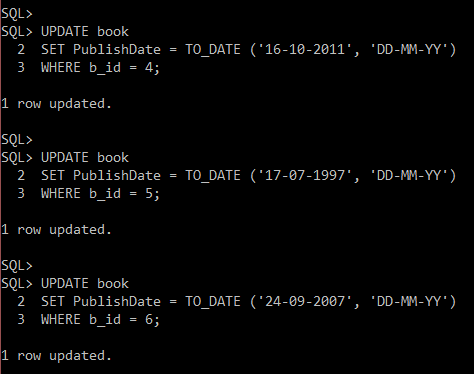 SQL>
SQL> UPDATE book
2 SET PublishDate = TO_DATE ('16-10-2011', 'DD-MM-YY')
3 WHERE b_id = 4;
1 row updated.
SQL>
SQL> UPDATE book
2 SET PublishDate = TO_DATE ('17-07-1997', 'DD-MM-YY')
3 WHERE b_id = 5;
1 row updated.
SQL>
SQL> UPDATE book
2 SET PublishDate = TO_DATE ('24-09-2007', 'DD-MM-YY')
3 WHERE b_id = 6;
1 row updated.